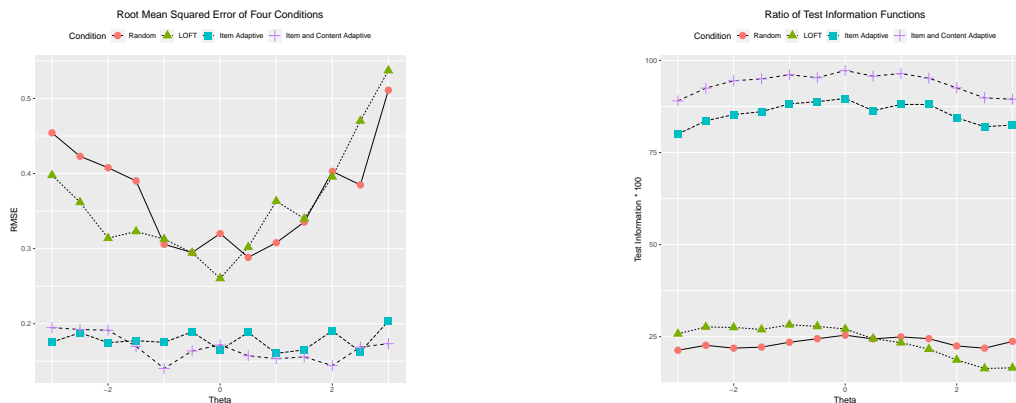 Root Mean Squared Error of Four Conditions
Condition Random LOFT Item Adaptive Item and Content Adaptive
0.5
0.4
0.3
0.2
RMSE
−2 0 2
Theta
Ratio of Test Information Functions
Condition Random LOFT Item Adaptive Item and Content Adaptive
100
75
50
25
Test Information * 100
−2 0 2
Theta